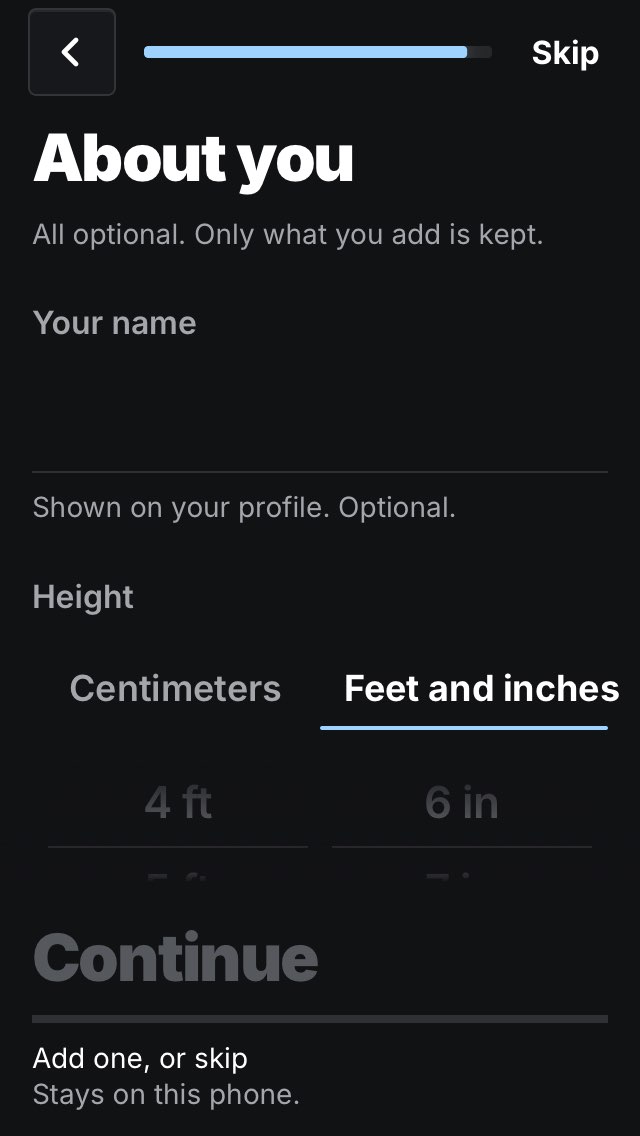 Skip
About you
All optional. Only what you add is kept.
Your name
Shown on your profile. Optional.
Height
Centimeters
Feet and inches
4 ft
6 in
Continue
Add one, or skip
Stays on this phone.